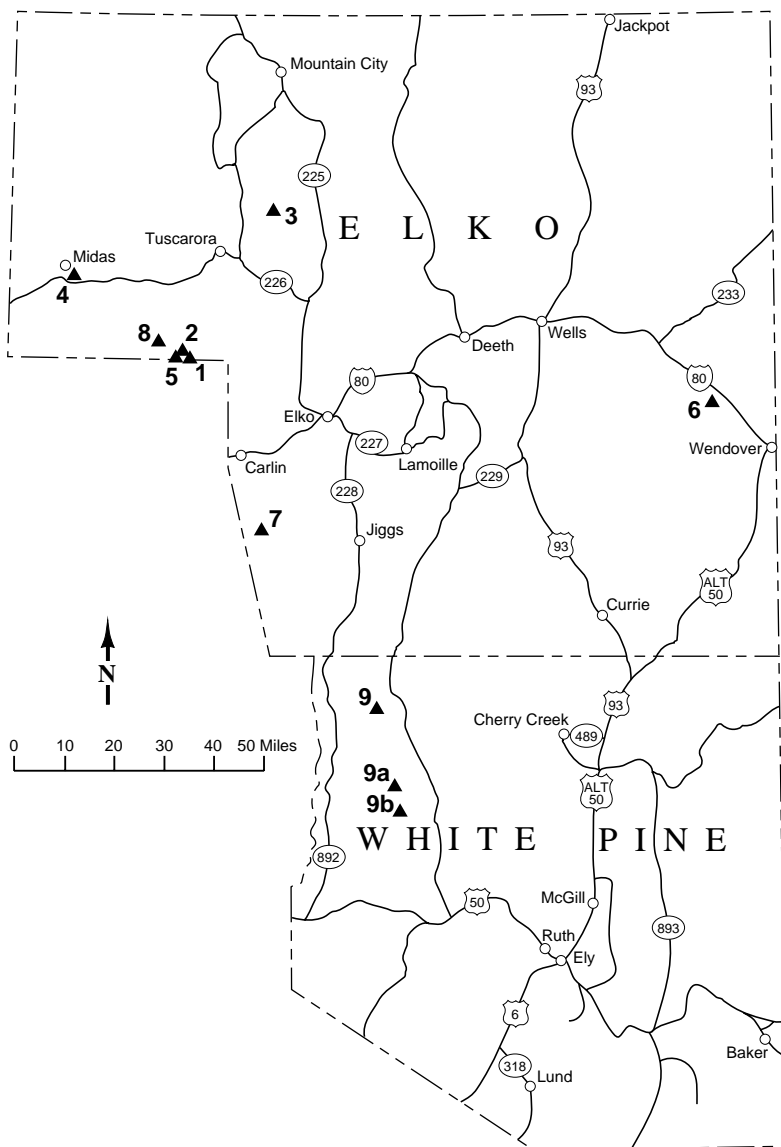 Jackpot
Mountain City
93
225
3
E L K O
Tuscarora
Midas
4
226
233
8
2
5
1
Deeth
Wells
80
80
6
Elko
227
Lamoille
Wendover
Carlin
229
228
7
Jiggs
93
ALT
50
Currie
N
9
93
Cherry Creek
489
0 10 20 30 40 50 Miles
9a
ALT
50
9b
W H I T E P I N E
892
50
McGill
893
Ruth
Ely
6
Baker
318
Lund